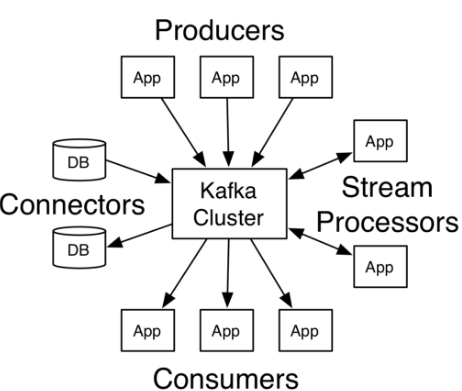 Producers
App
App
App
DB
App
Kafka
Cluster
Connectors
Stream
Processors
DB
App
App
App
App
Consumers